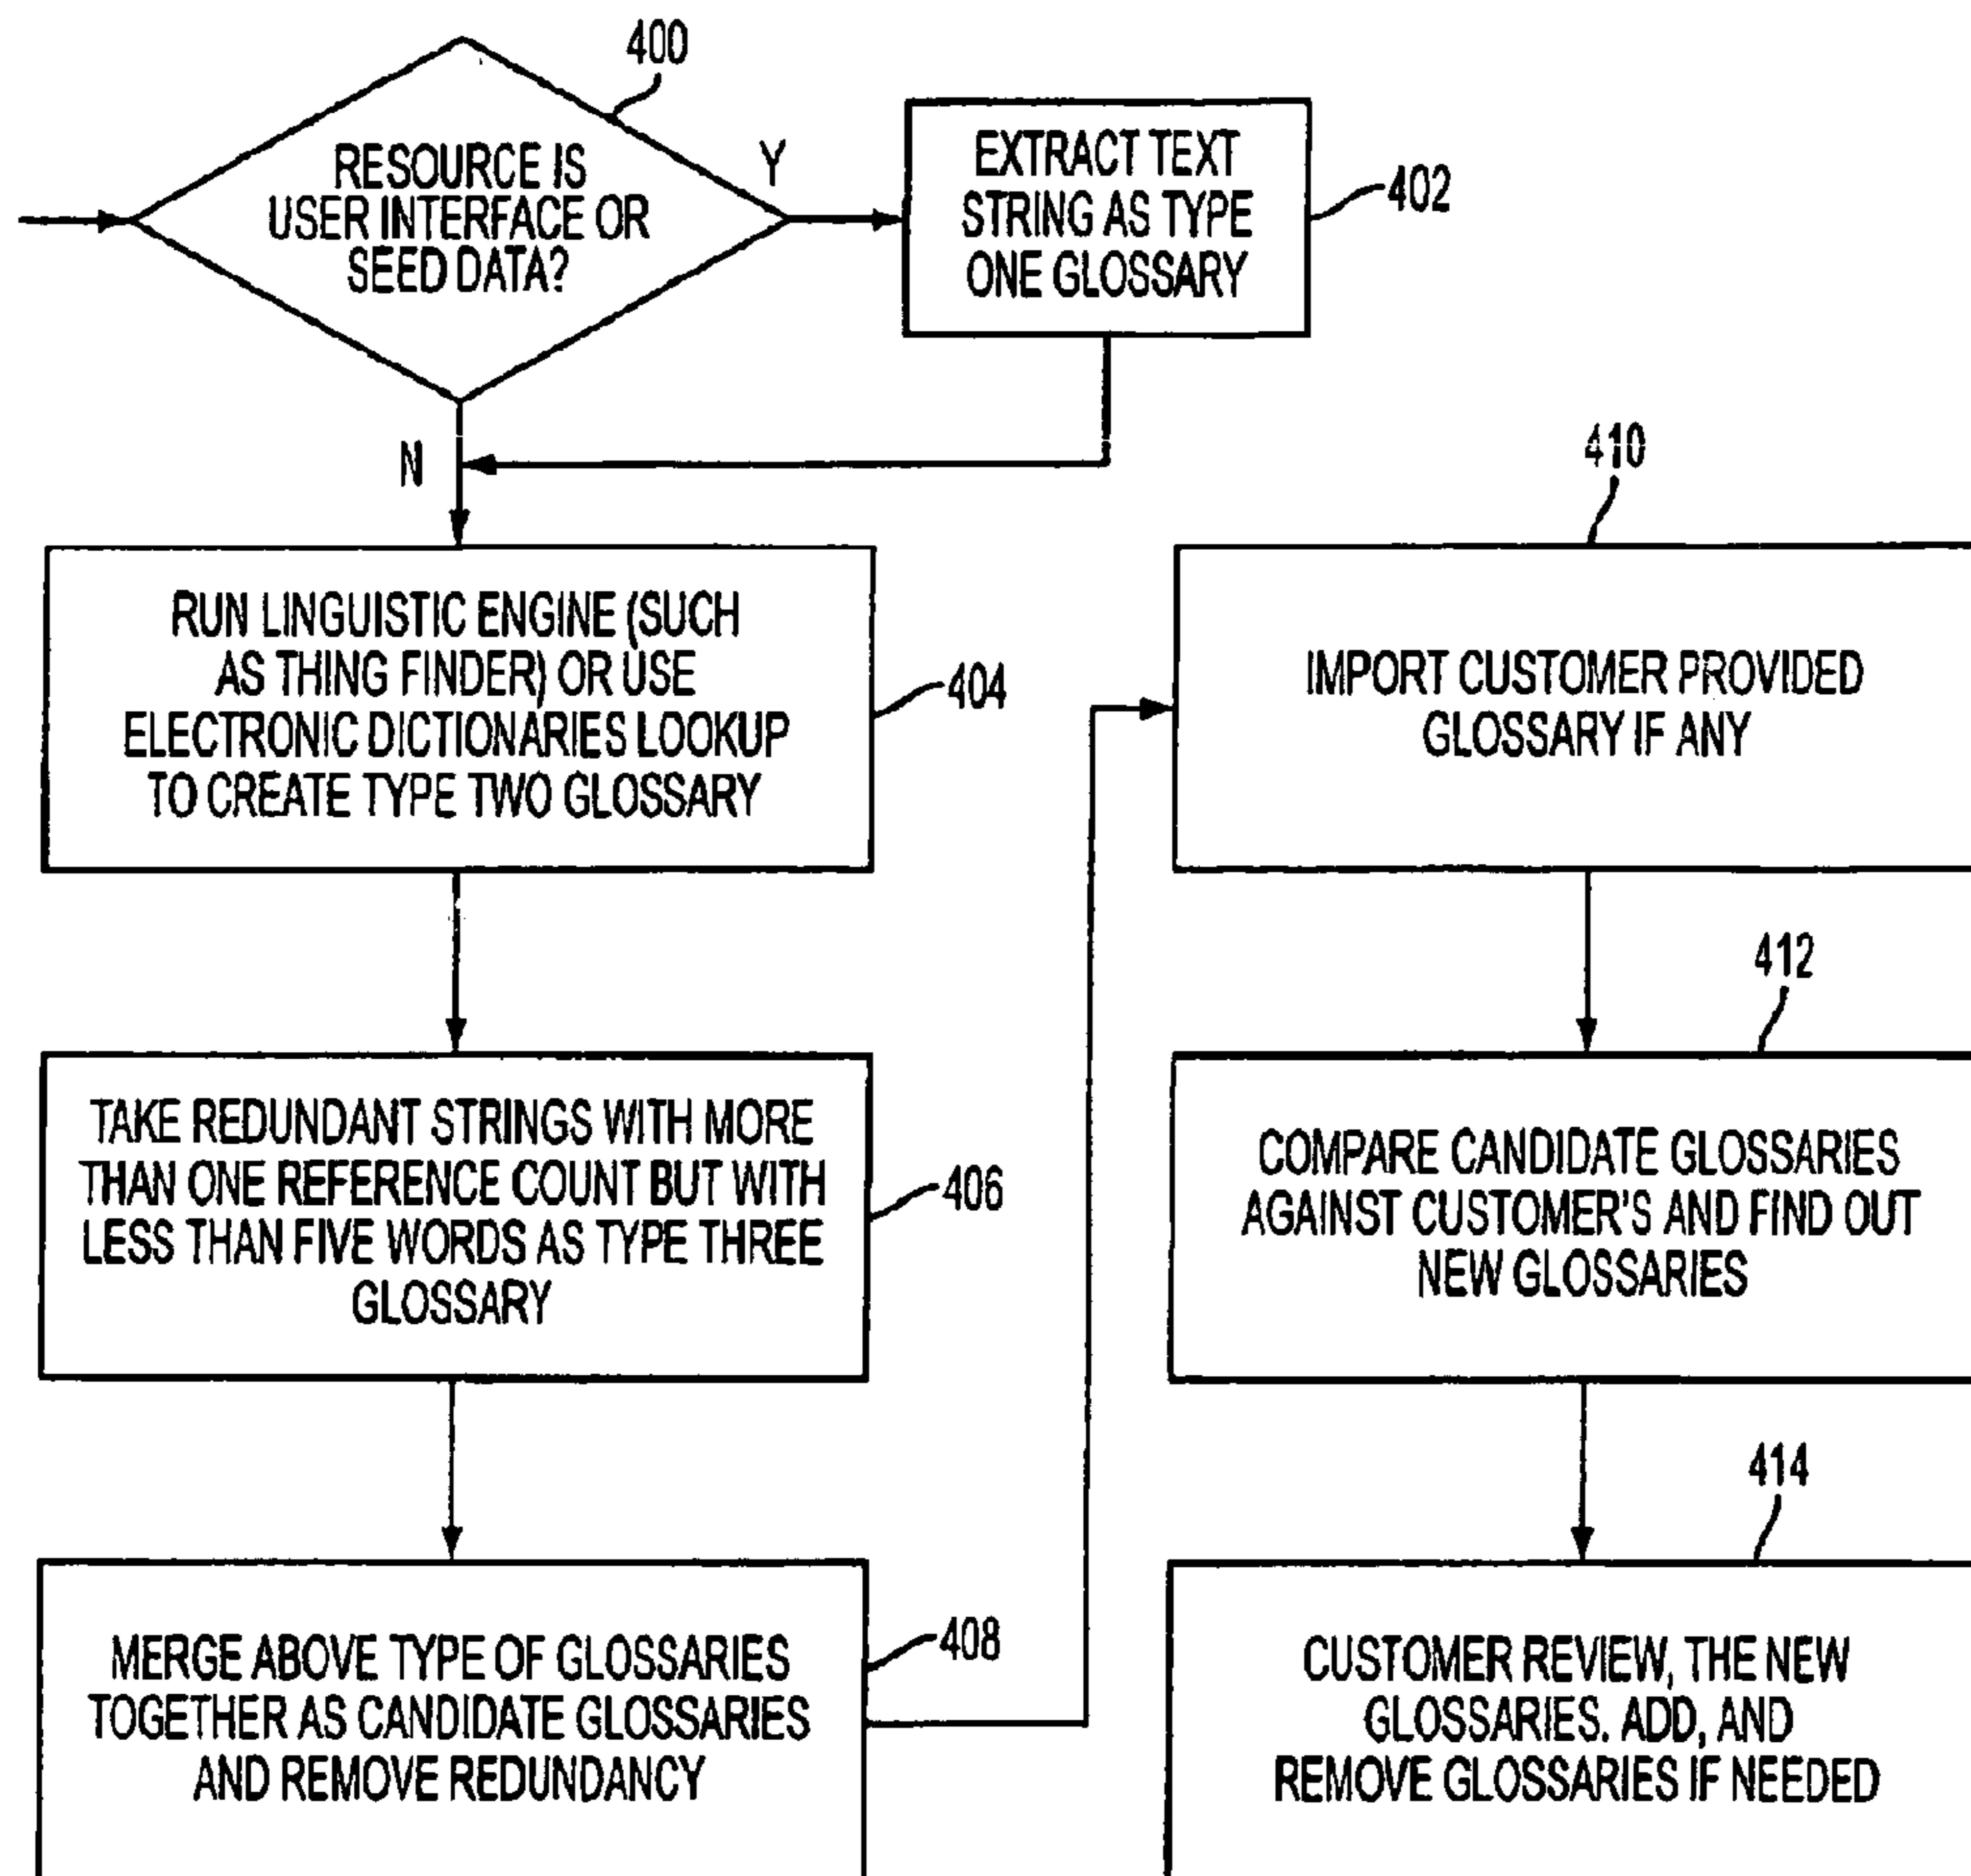 400
RESOURCE IS
USER INTERFACE OR
SEED DATA?
Y
EXTRACT TEXT
STRING AS TYPE
ONE GLOSSARY
402
N
RUN LINGUISTIC ENGINE (SUCH
AS THING FINDER) OR USE
ELECTRONIC DICTIONARIES LOOKUP
TO CREATE TYPE TWO GLOSSARY
404
TAKE REDUNDANT STRINGS WITH MORE
THAN ONE REFERENCE COUNT BUT WITH
LESS THAN FIVE WORDS AS TYPE THREE
GLOSSARY
406
MERGE ABOVE TYPE OF GLOSSARIES
TOGETHER AS CANDIDATE GLOSSARIES
AND REMOVE REDUNDANCY
408
410
IMPORT CUSTOMER PROVIDED
GLOSSARY IF ANY
412
COMPARE CANDIDATE GLOSSARIES
AGAINST CUSTOMER'S AND FIND OUT
NEW GLOSSARIES
414
CUSTOMER REVIEW, THE NEW
GLOSSARIES. ADD, AND
REMOVE GLOSSARIES IF NEEDED